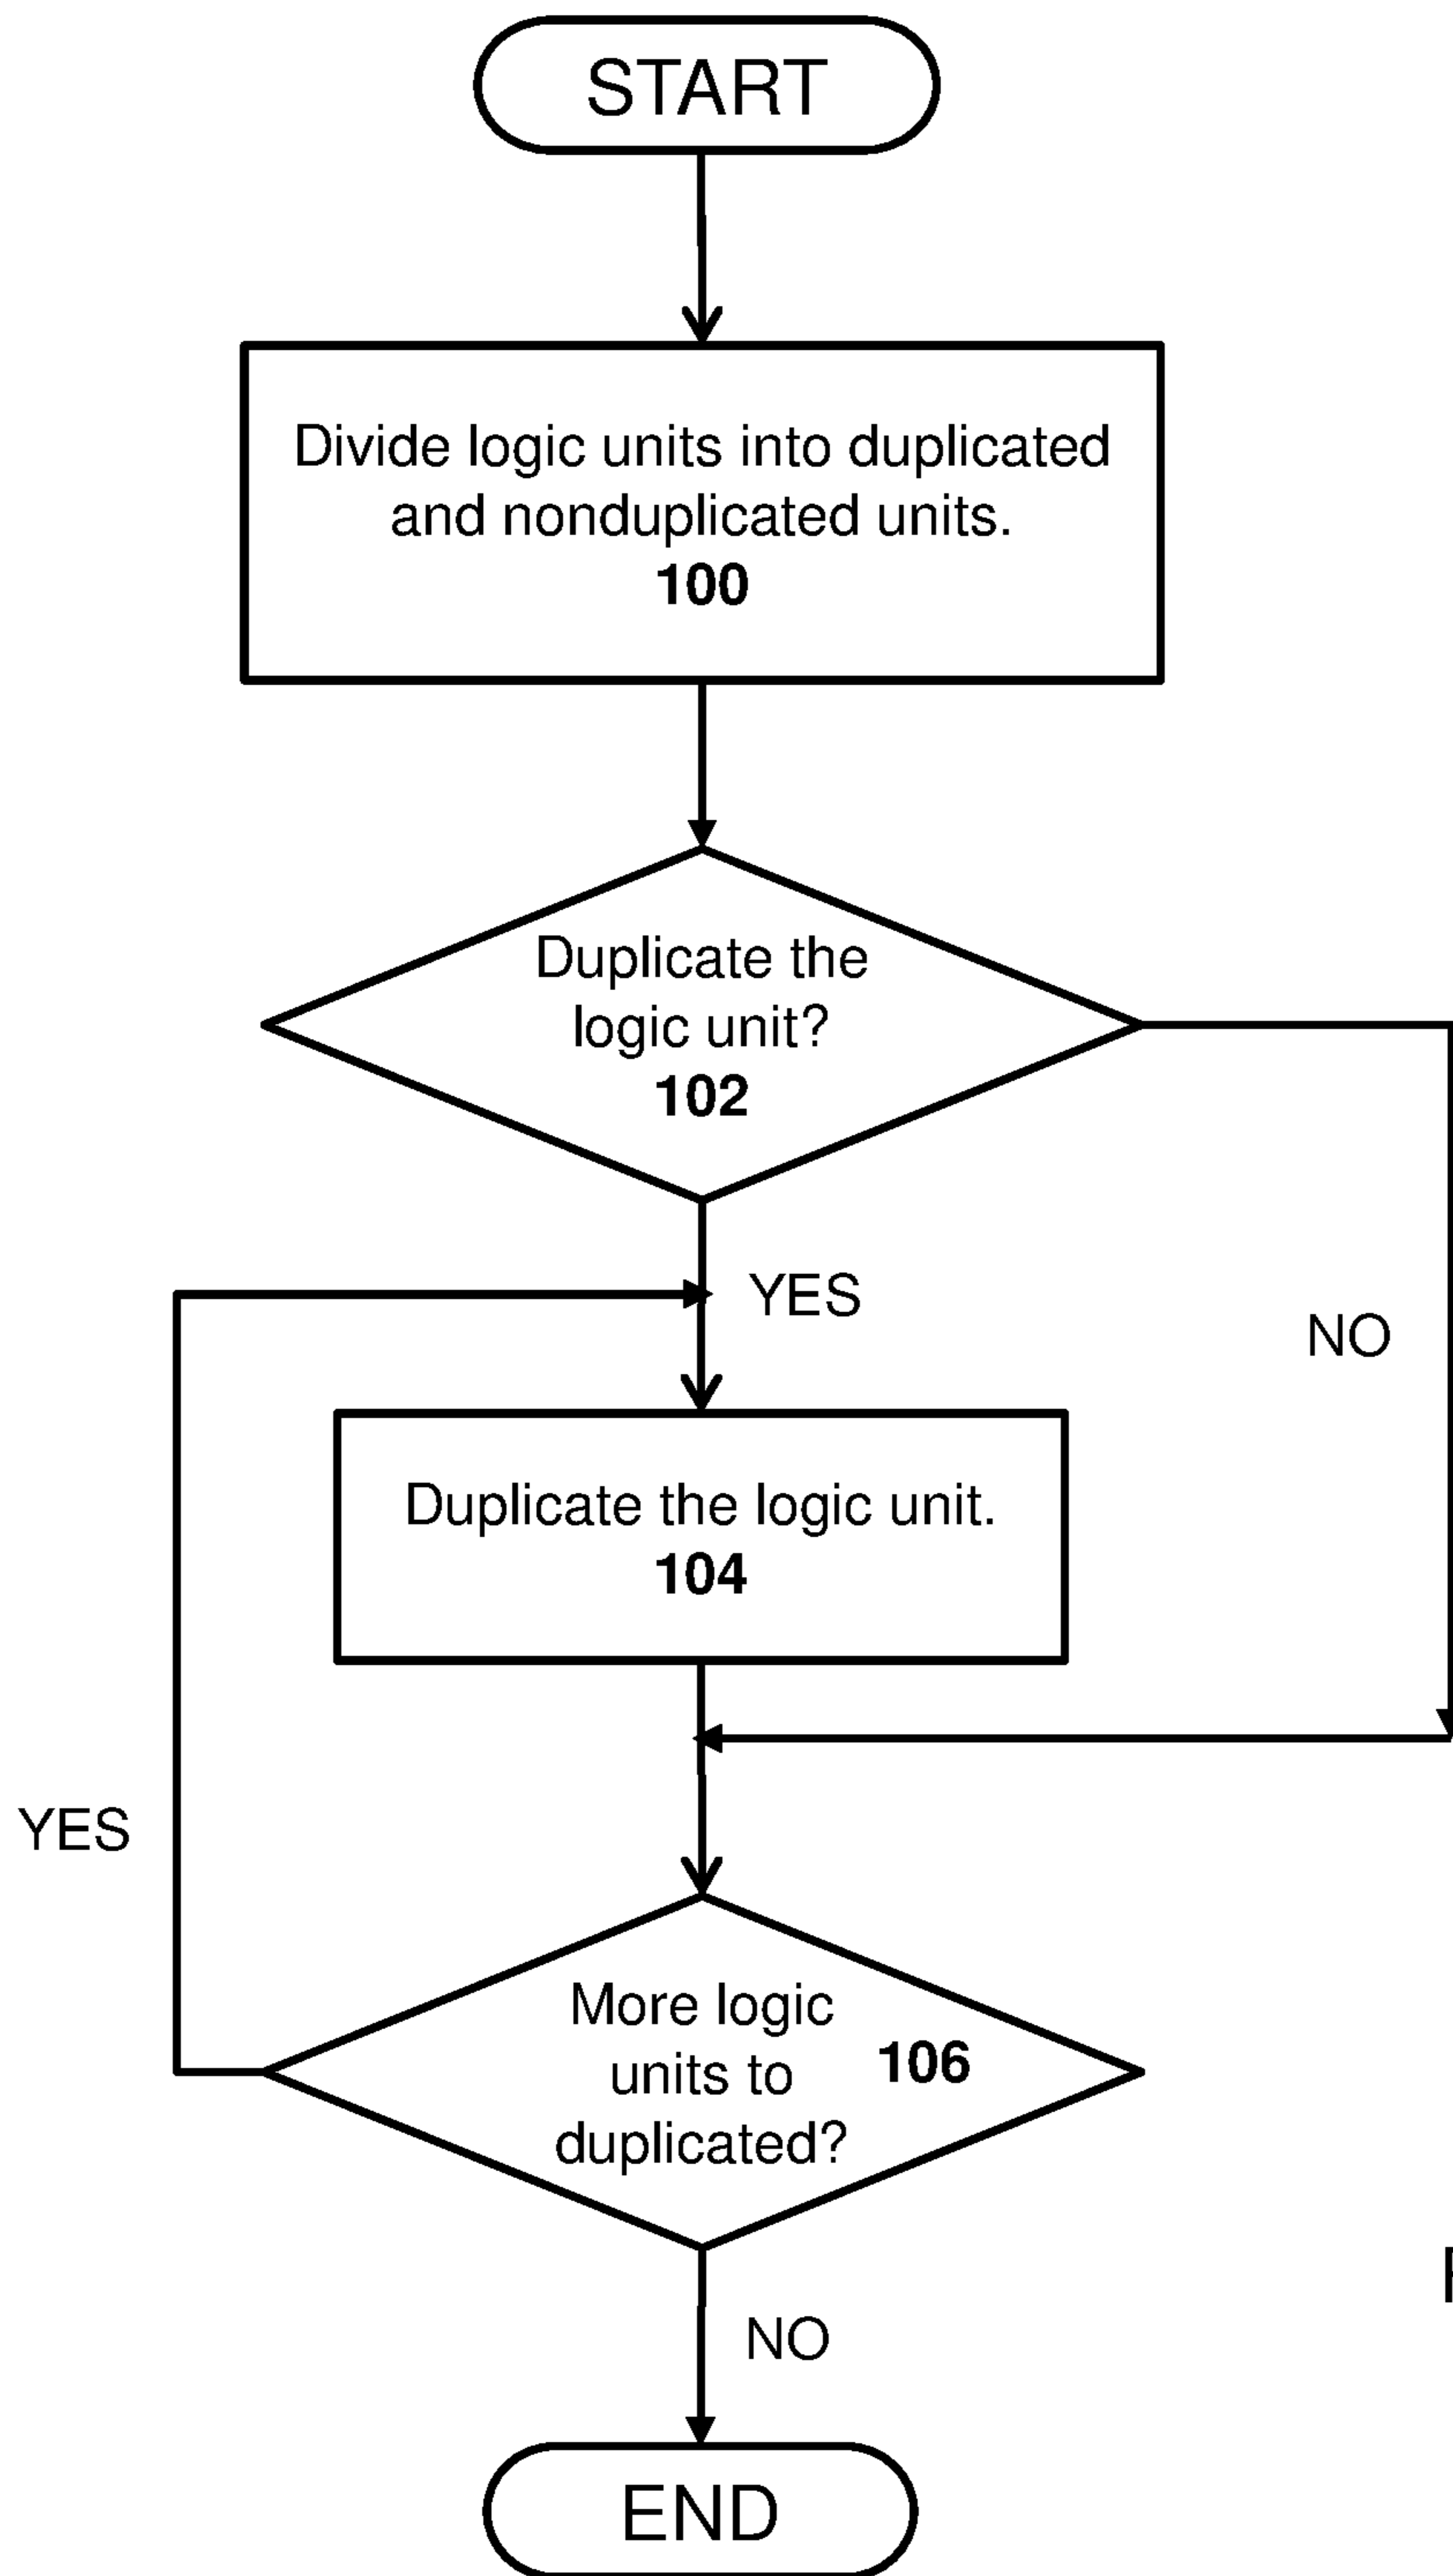 START
Divide logic units into duplicated
and nonduplicated units.
100
Duplicate the
logic unit?
102
YES
NO
Duplicate the logic unit.
104
YES
More logic
units to
duplicated?
106
NO
END